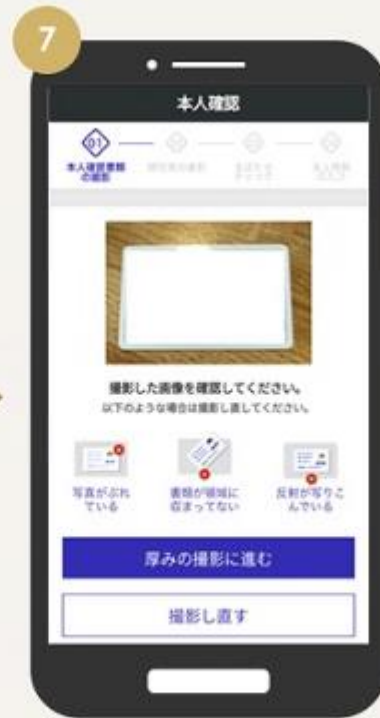 7
本人確認
01
本人確認書類
の撮影
撮影した画像を確認してください。
以下のような場合は撮影し直してください。
写真がぶれ
ている
書類が領域に
収まってない
反射が写りこ
んでいる
厚みの撮影に進む
撮影し直す